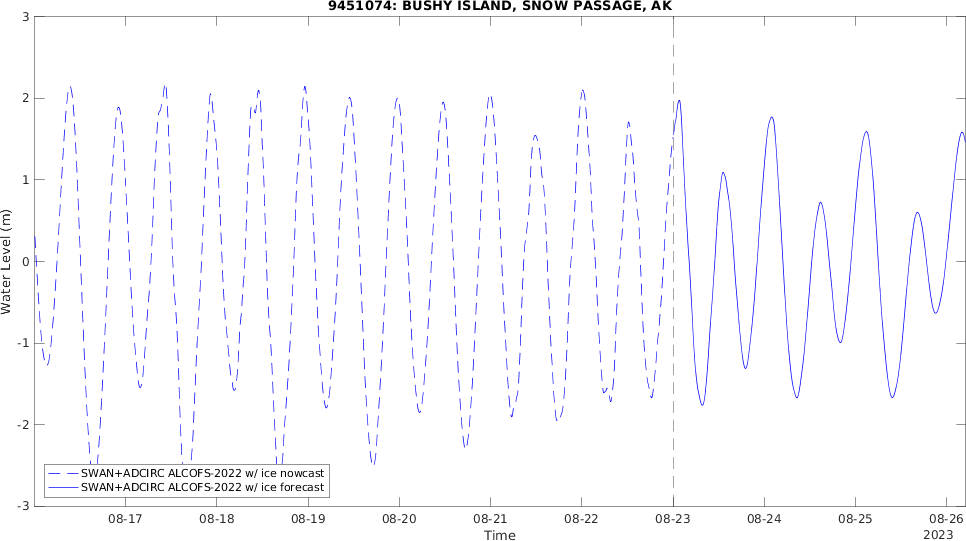 9451074: BUSHY ISLAND, SNOW PASSAGE, AK
3
2
1
0
-1
-2
-3
Water Level (m)
SWAN+ADCIRC ALCOFS-2022 w/ ice nowcast
SWAN+ADCIRC ALCOFS-2022 w/ ice forecast
08-17 08-18 08-19 08-20 08-21 08-22 08-23 08-24 08-25 08-26
Time 2023